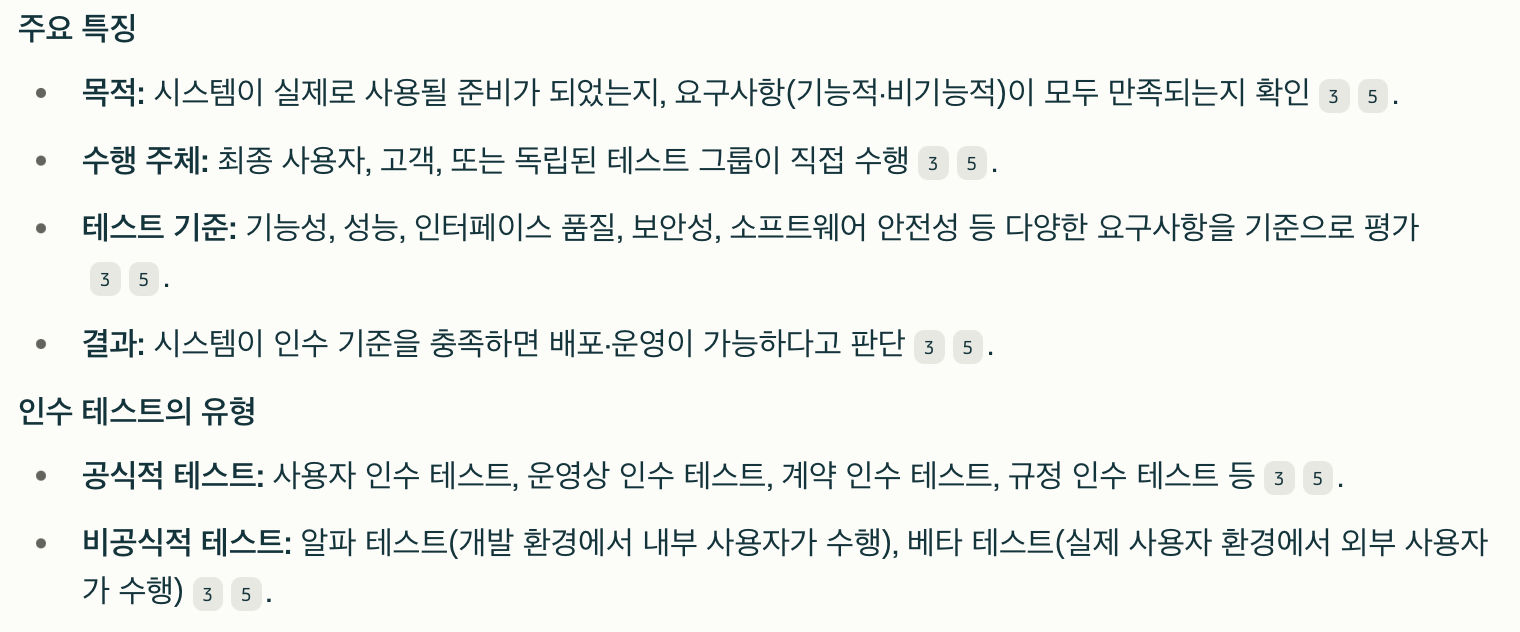 주요 특징
• 목적: 시스템이 실제로 사용될 준비가 되었는지, 요구사항(기능적·비기능적)이 모두 만족되는지 확인 3 5 .
• 수행 주체: 최종 사용자, 고객, 또는 독립된 테스트 그룹이 직접 수행 3 5 .
• 테스트 기준: 기능성, 성능, 인터페이스 품질, 보안성, 소프트웨어 안전성 등 다양한 요구사항을 기준으로 평가
3 5 .
• 결과: 시스템이 인수 기준을 충족하면 배포·운영이 가능하다고 판단 3 5 .
인수 테스트의 유형
• 공식적 테스트: 사용자 인수 테스트, 운영상 인수 테스트, 계약 인수 테스트, 규정 인수 테스트 등 3 5 .
• 비공식적 테스트: 알파 테스트(개발 환경에서 내부 사용자가 수행), 베타 테스트(실제 사용자 환경에서 외부 사용자
가 수행) 3 5 .